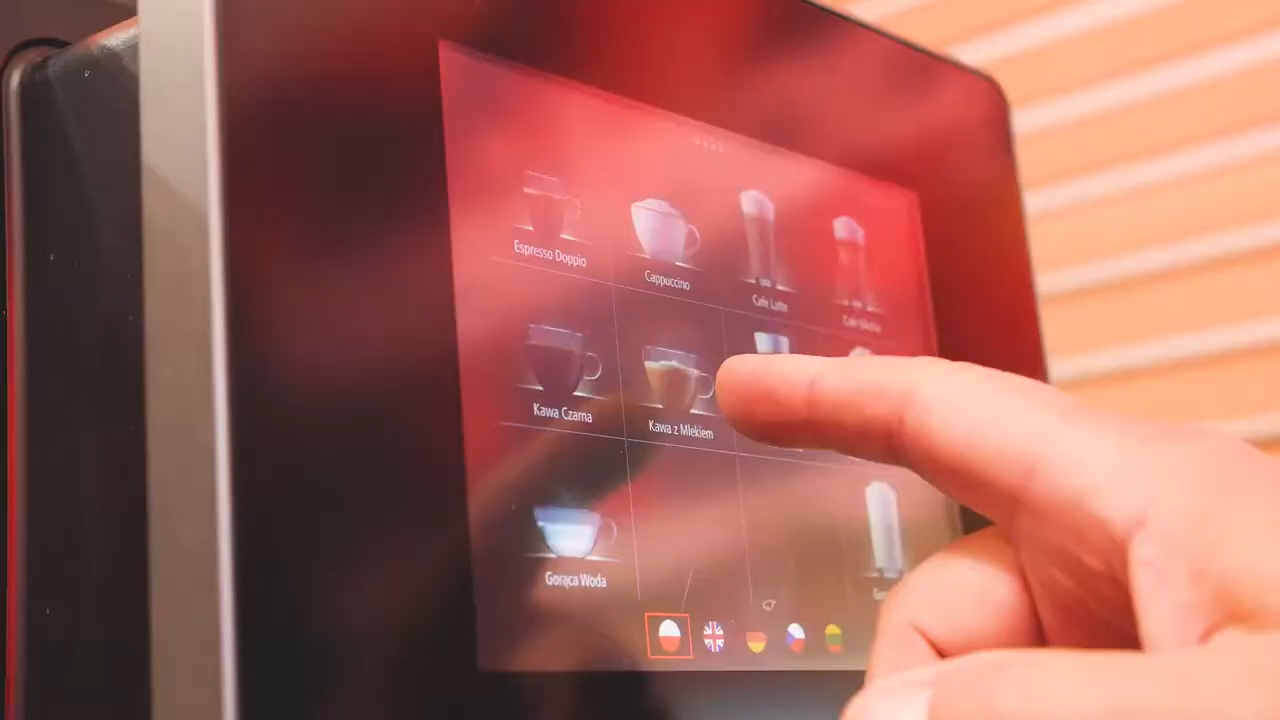 Espresso Doppio
Cappuccino
Cafe Latte
Kawa Czarna
Kawa z Mlekiem
Gorąca Woda